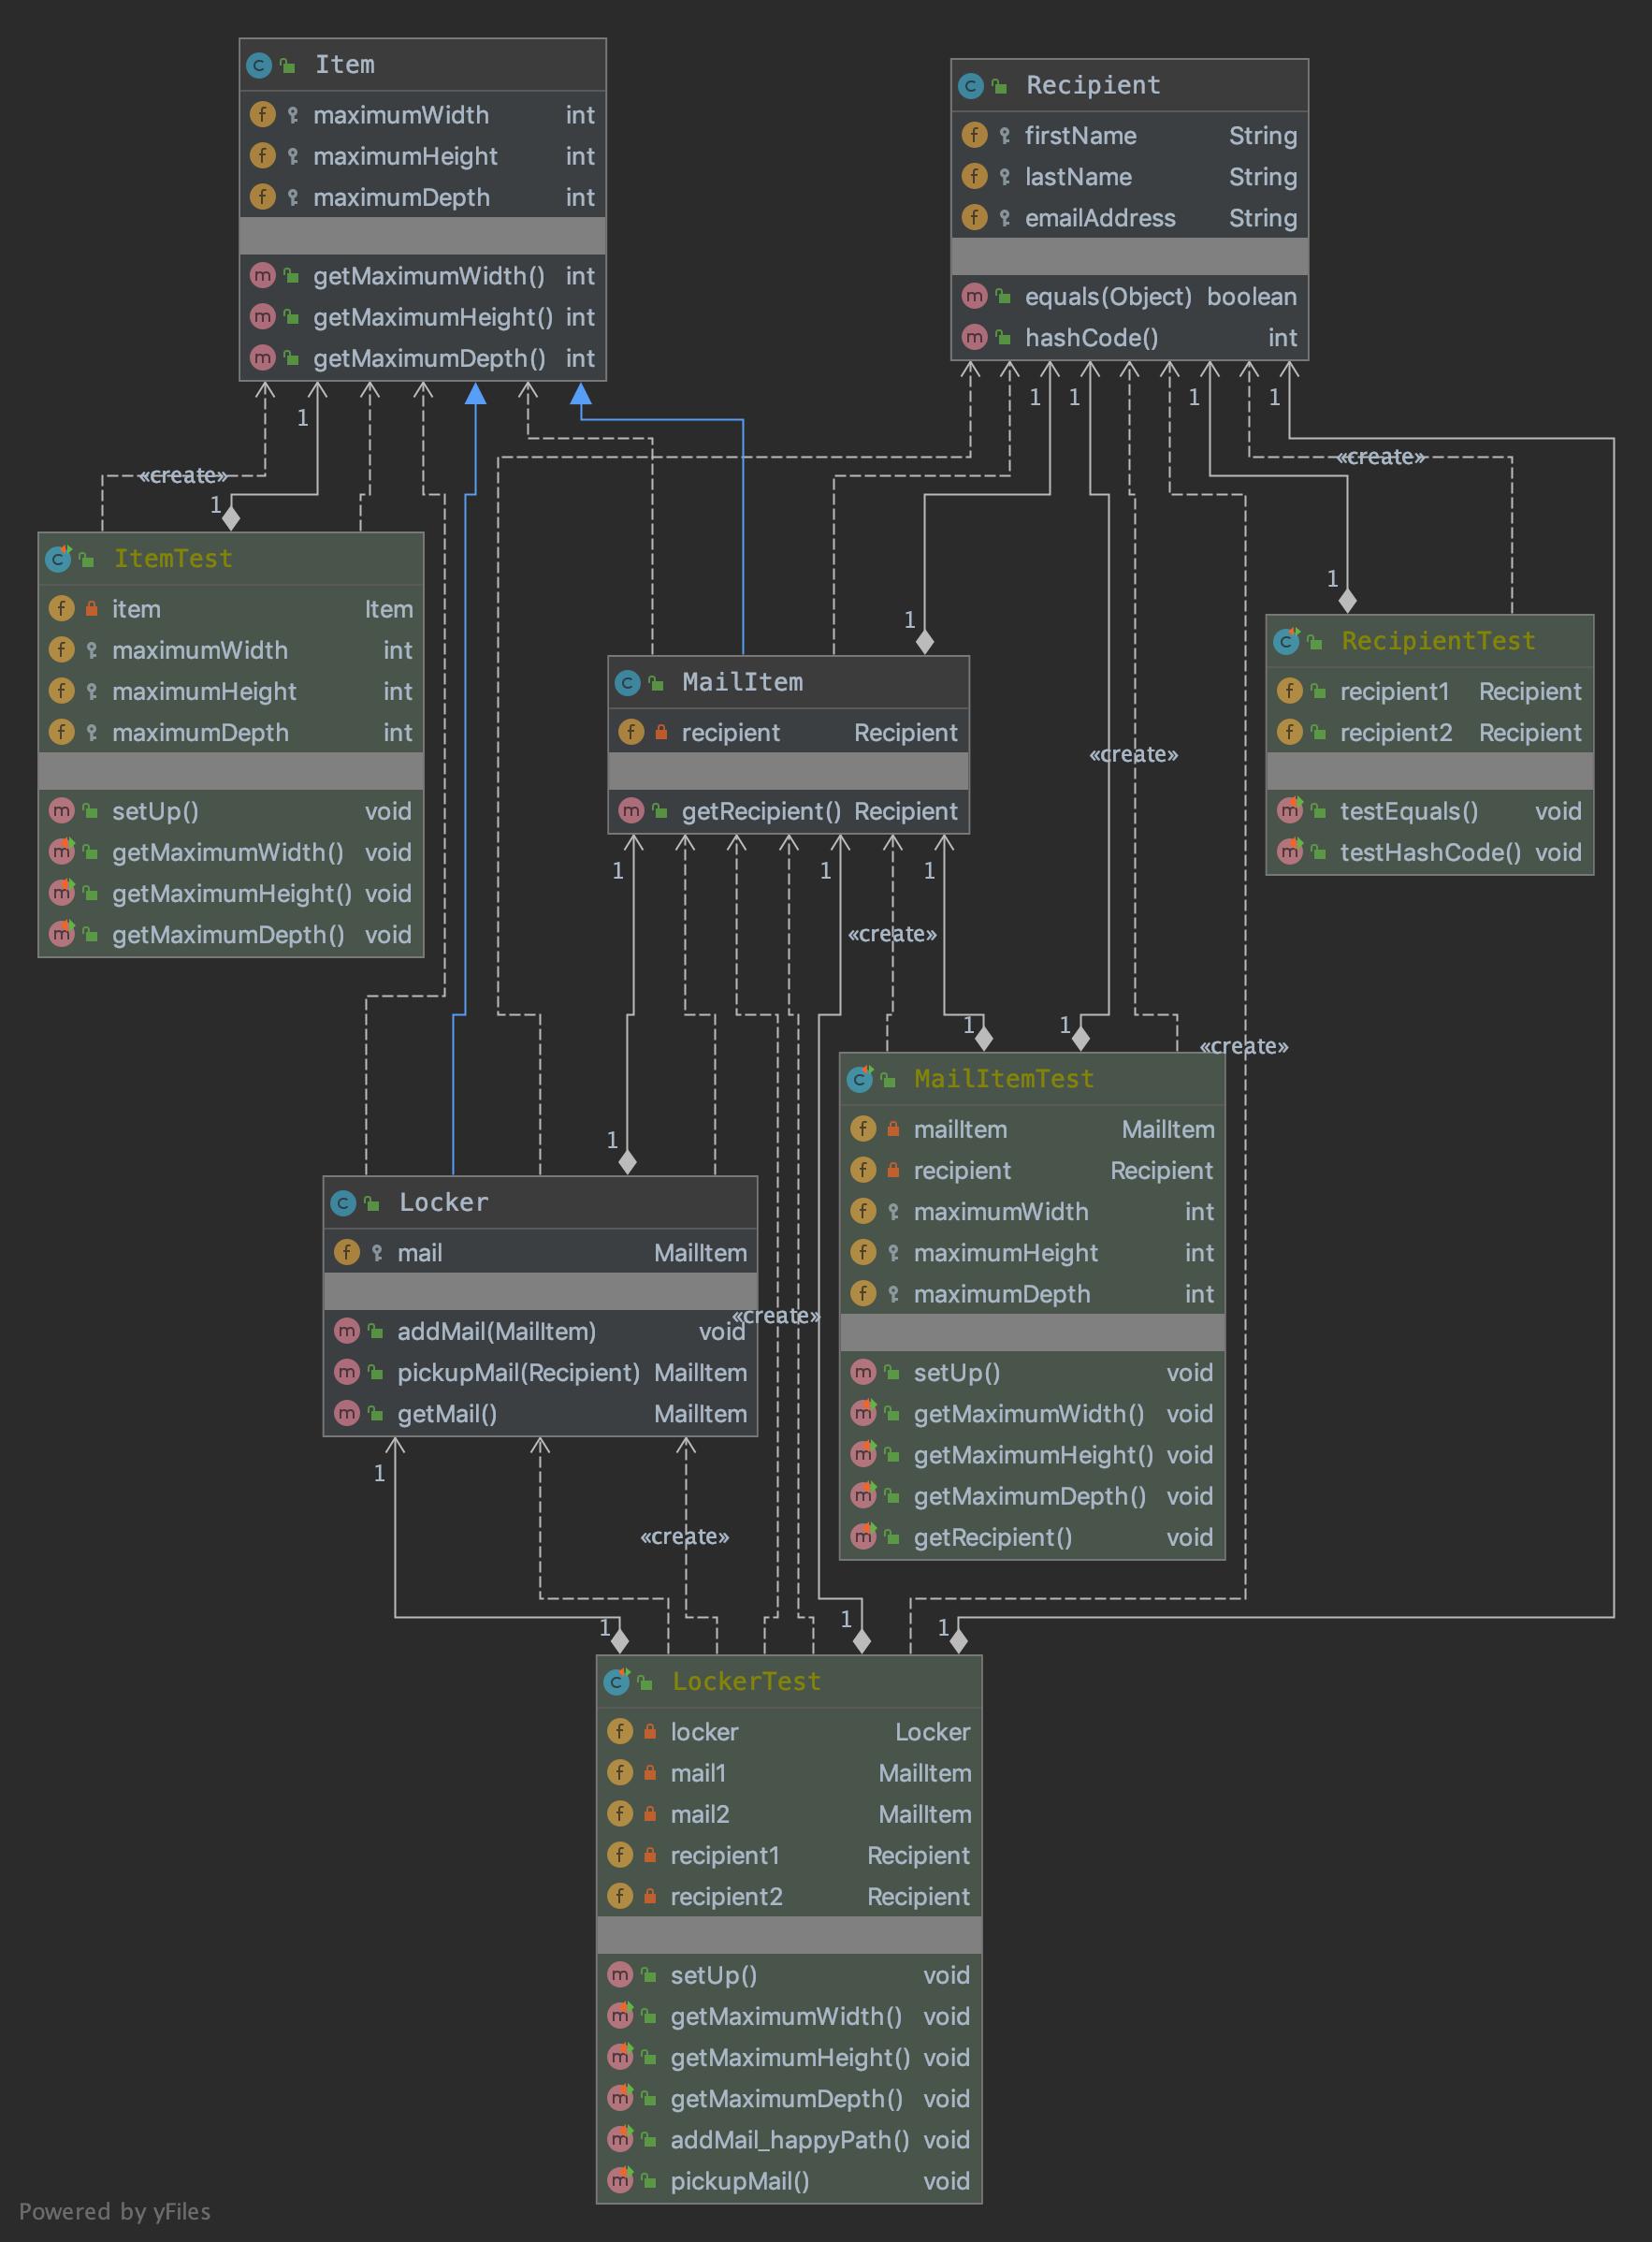 Item
maximumWidth int
maximumHeight int
maximumDepth int
getMaximumWidth() int
getMaximumHeight() int
getMaximumDepth() int
Recipient
firstName String
lastName String
emailAddress String
equals(Object) boolean
hashCode() int
1
1
1
1
1
«create»
«create»
1
ItemTest
item Item
maximumWidth int
maximumHeight int
maximumDepth int
setUp() void
getMaximumWidth() void
getMaximumHeight() void
getMaximumDepth() void
1
RecipientTest
recipient1 Recipient
recipient2 Recipient
testEquals() void
testHashCode() void
1
MailItem
recipient Recipient
getRecipient() Recipient
«create»
1
1
1
«create»
1
1
«create»
MailItemTest
mailItem MailItem
recipient Recipient
maximumWidth int
maximumHeight int
maximumDepth int
setUp() void
getMaximumWidth() void
getMaximumHeight() void
getMaximumDepth() void
getRecipient() void
1
Locker
mail MailItem
addMail(MailItem) void
pickupMail(Recipient) MailItem
getMail() MailItem
«create»
1
«create»
1
1
1
LockerTest
locker Locker
mail1 MailItem
mail2 MailItem
recipient1 Recipient
recipient2 Recipient
setUp() void
getMaximumWidth() void
getMaximumHeight() void
getMaximumDepth() void
addMail_happyPath() void
pickupMail() void
Powered by yFiles